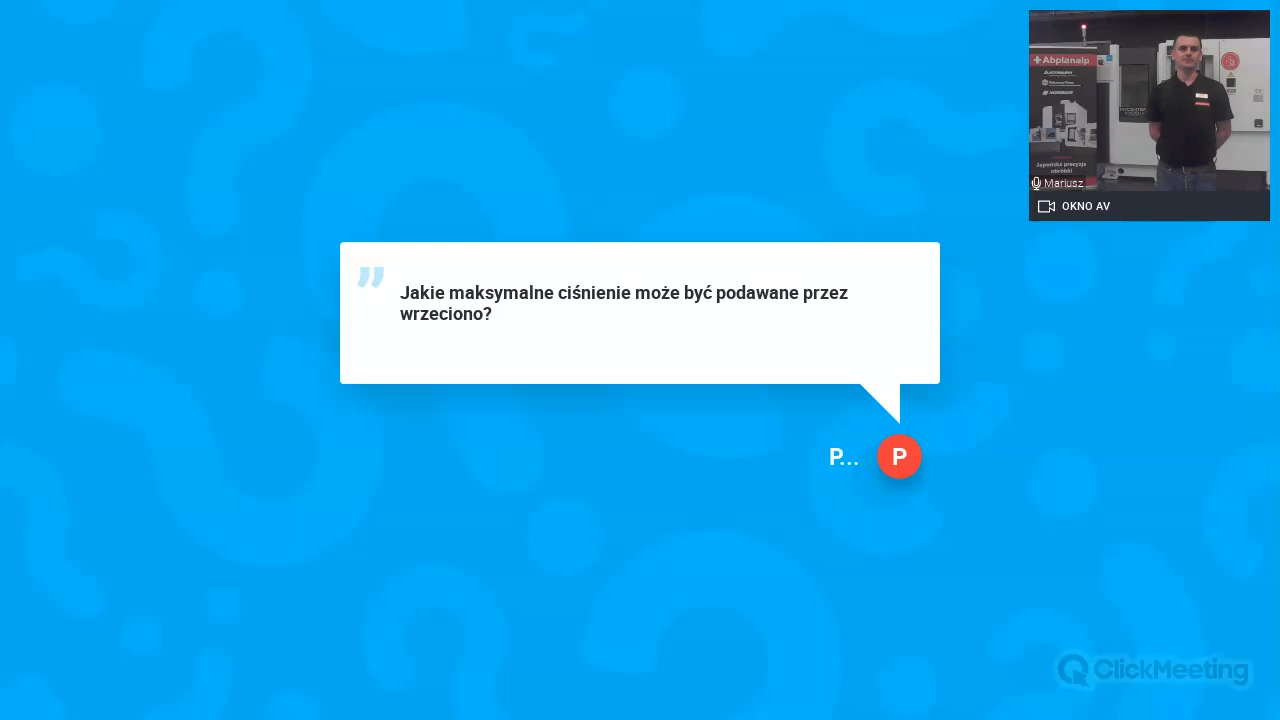 Abplanalp
Mariusz
OKNO AV
Jakie maksymalne ciśnienie może być podawane przez
wrzeciono?
P...
P
ClickMeeting